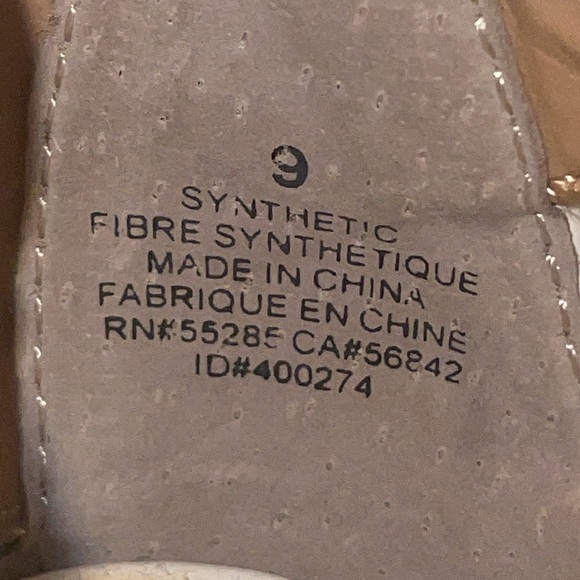 9
SYNTHETIC
FIBRE SYNTHETIQUE
MADE IN CHINA
FABRIQUE EN CHINE
RN#55285 CA#56842
ID#400274